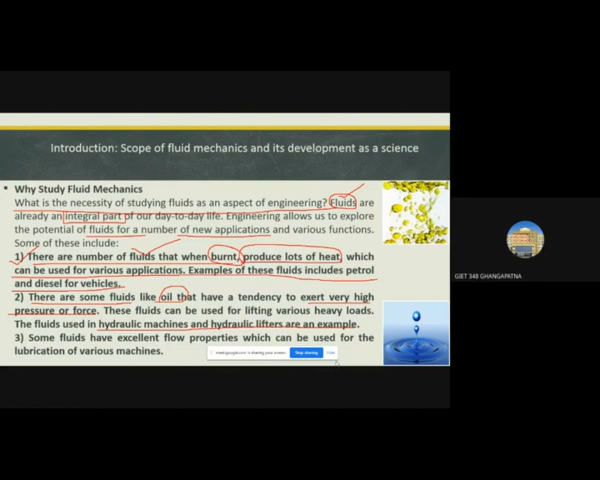 Introduction: Scope of fluid mechanics and its development as a science
▪ Why Study Fluid Mechanics
What is the necessity of studying fluids as an aspect of engineering? Fluids are
already an integral part of our day-to-day life. Engineering allows us to explore
the potential of fluids for a number of new applications and various functions.
Some of these include:
1) There are number of fluids that when burnt, produce lots of heat, which
can be used for various applications. Examples of these fluids includes petrol
and diesel for vehicles.
2) There are some fluids like oil that have a tendency to exert very high
pressure or force. These fluids can be used for lifting various heavy loads.
The fluids used in hydraulic machines and hydraulic lifters are an example.
3) Some fluids have excellent flow properties which can be used for the
lubrication of various machines.
meet.google.com is sharing your screen. Stop sharing Hide
GIET 348 GHANGAPATNA